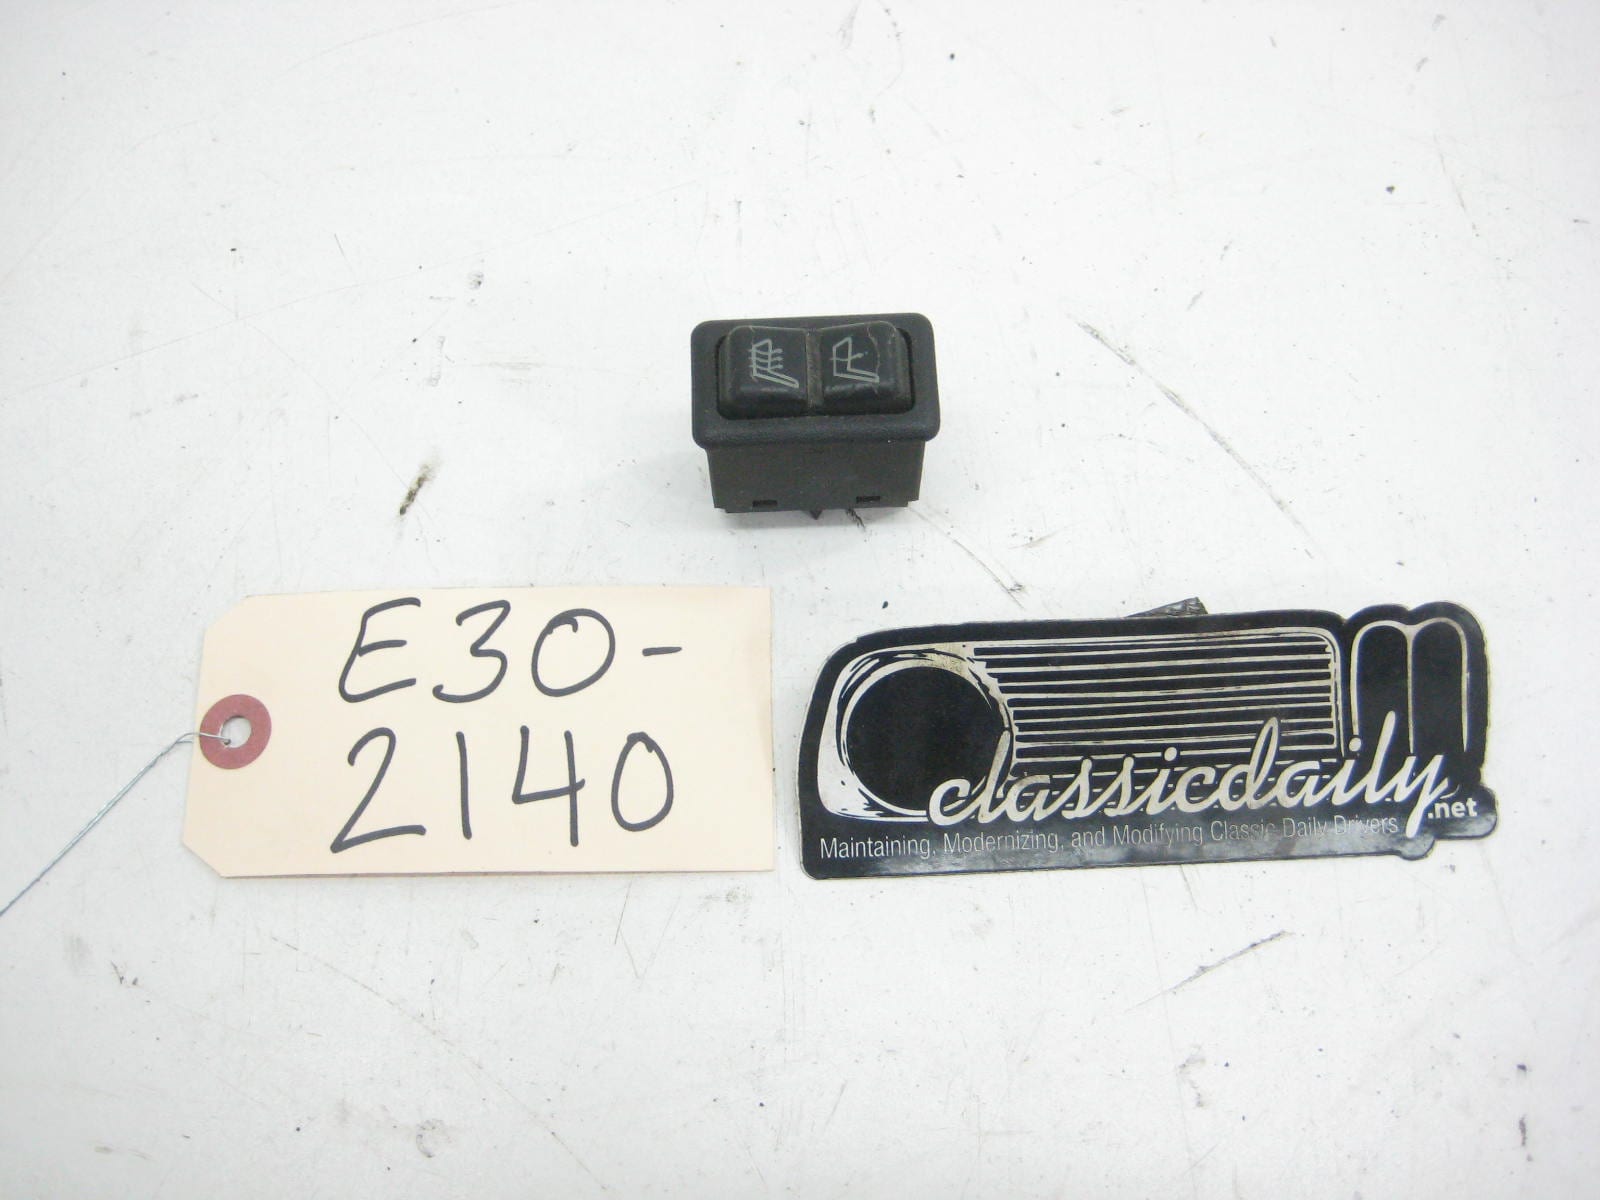 E30-
2140
classicdaily.net
Maintaining, Modernizing, and Modifying Classic Daily Drivers